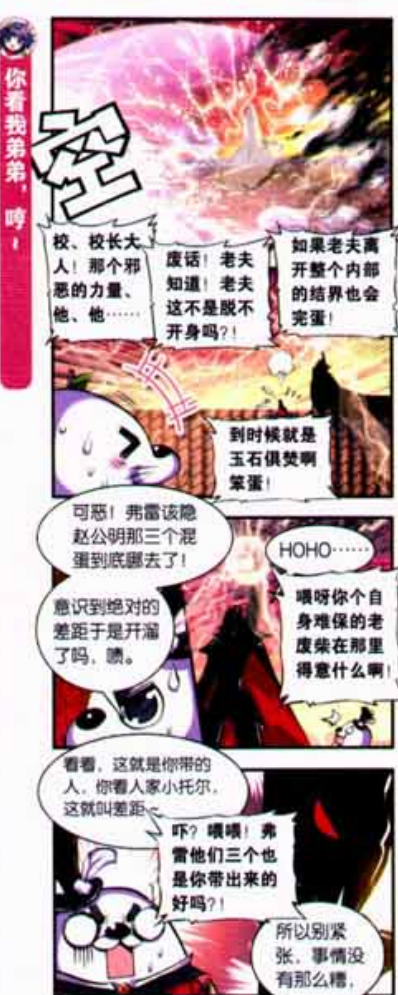 你看我弟弟,哼~
轰
校、校长大
人!那个邪
恶的力量、
他、他……
废话!老夫
知道!老夫
这不是脱不
开身吗?!
如果老夫离
开整个内部
的结界也会
完蛋!
到时候就是
玉石俱焚啊
笨蛋!
可恶!弗雷该隐
赵公明那三个混
蛋到底哪去了!
意识到绝对的
差距于是开溜
了吗,啧。
HOHO……
喂呀你个自
身难保的老
废柴在那里
得意什么啊!
看看,这就是你带的
人,你看人家小托尔,
这就叫差距~
吓?喂喂!弗
雷他们三个也
是你带出来的
好吗?!
所以别紧
张,事情没
有那么糟,